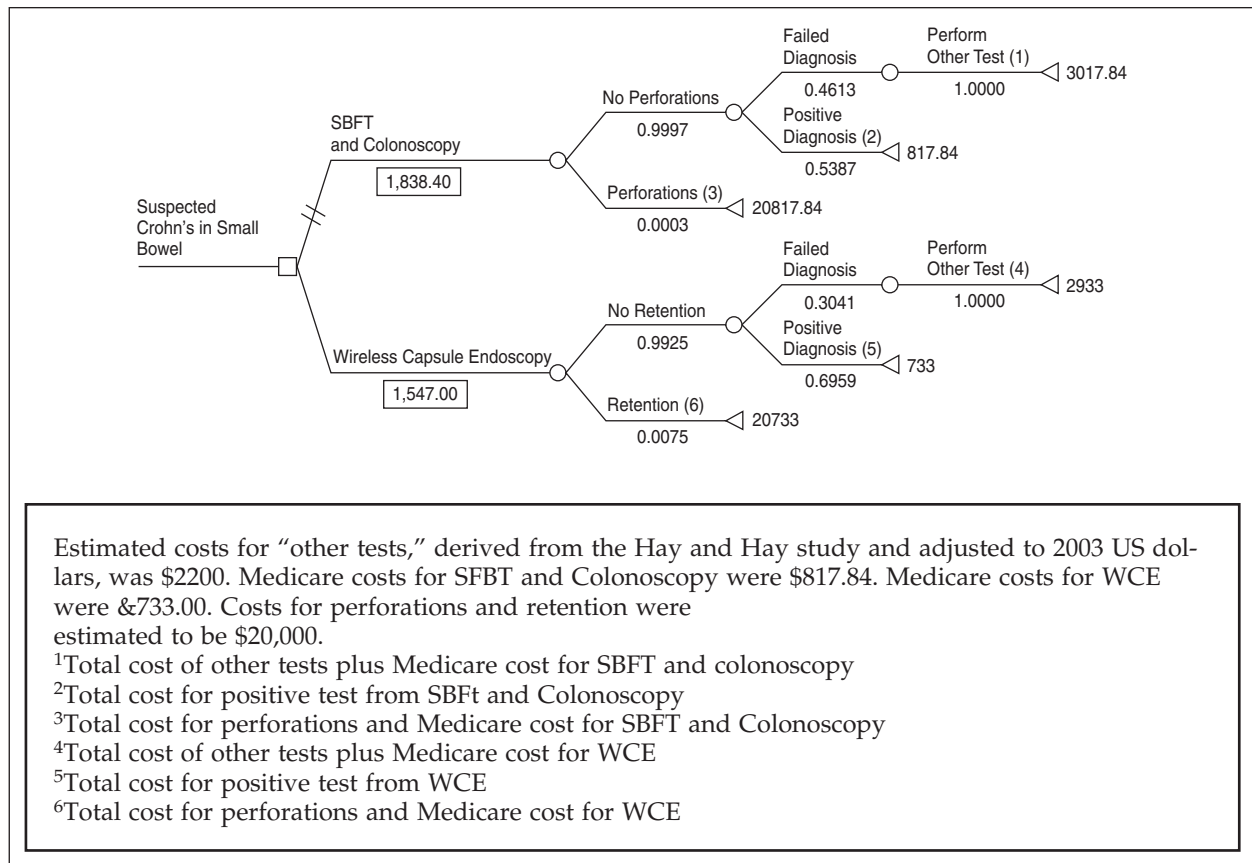 Failed
Diagnosis
0.4613
Perform
Other Test (1)
1.0000
3017.84
No Perforations
0.9997
Positive
Diagnosis (2)
0.5387
817.84
SBFT
and Colonoscopy
1,838.40
Perforations (3)
0.0003
20817.84
Suspected
Crohn's in Small
Bowel
Failed
Diagnosis
0.3041
Perform
Other Test (4)
1.0000
2933
No Retention
0.9925
Positive
Diagnosis (5)
0.6959
733
Wireless Capsule Endoscopy
1,547.00
Retention (6)
0.0075
20733
Estimated costs for “other tests,” derived from the Hay and Hay study and adjusted to 2003 US dol-
lars, was $2200. Medicare costs for SFBT and Colonoscopy were $817.84. Medicare costs for WCE
were &733.00. Costs for perforations and retention were
estimated to be $20,000.
¹Total cost of other tests plus Medicare cost for SBFT and colonoscopy
²Total cost for positive test from SBFt and Colonoscopy
³Total cost for perforations and Medicare cost for SBFT and Colonoscopy
⁴Total cost of other tests plus Medicare cost for WCE
⁵Total cost for positive test from WCE
⁶Total cost for perforations and Medicare cost for WCE